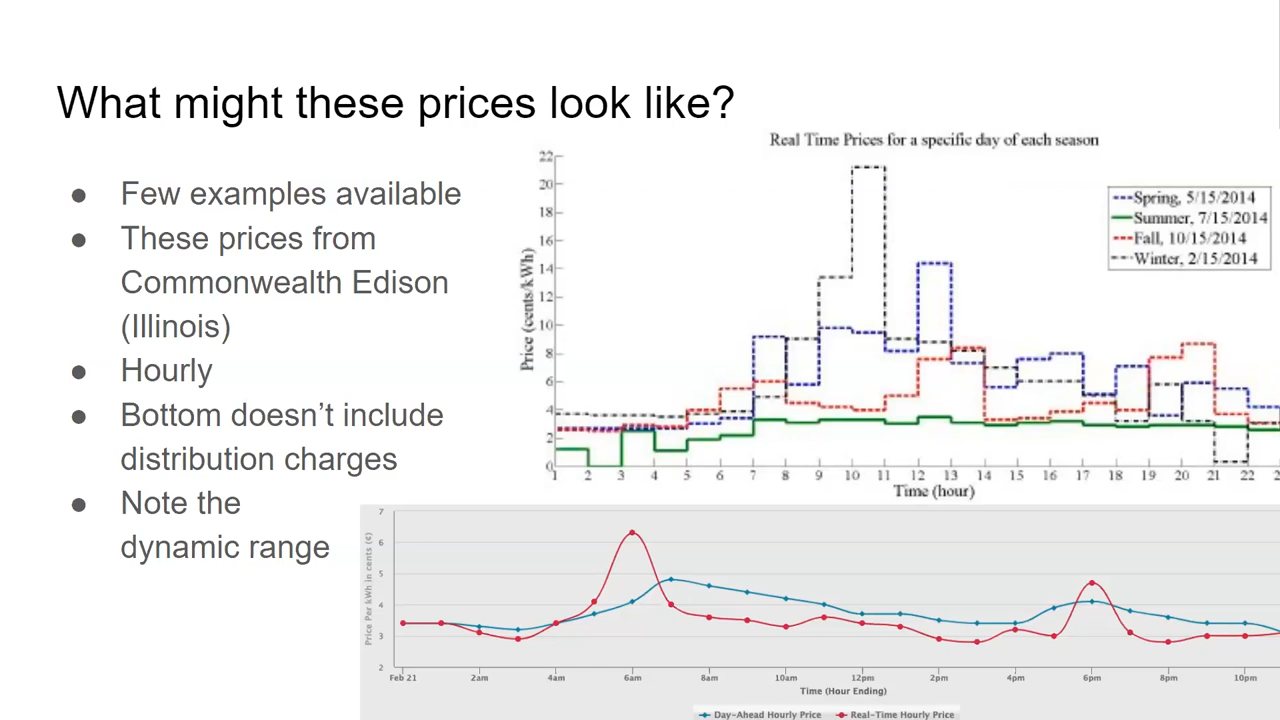 What might these prices look like?
● Few examples available
● These prices from
Commonwealth Edison
(Illinois)
● Hourly
● Bottom doesn’t include
distribution charges
● Note the
dynamic range
Real Time Prices for a specific day of each season
Price (cents/kWh)
22
20
18
16
14
12
10
8
6
4
2
0
Spring, 5/15/2014
Summer, 7/15/2014
Fall, 10/15/2014
Winter, 2/15/2014
1 2 3 4 5 6 7 8 9 10 11 12 13 14 15 16 17 18 19 20 21 22
Time (hour)
Price Per kWh in cents (¢)
7
6
5
4
3
2
Feb 21 2am 4am 6am 8am 10am 12pm 2pm 4pm 6pm 8pm 10pm
Time (Hour Ending)
Day-Ahead Hourly Price Real-Time Hourly Price